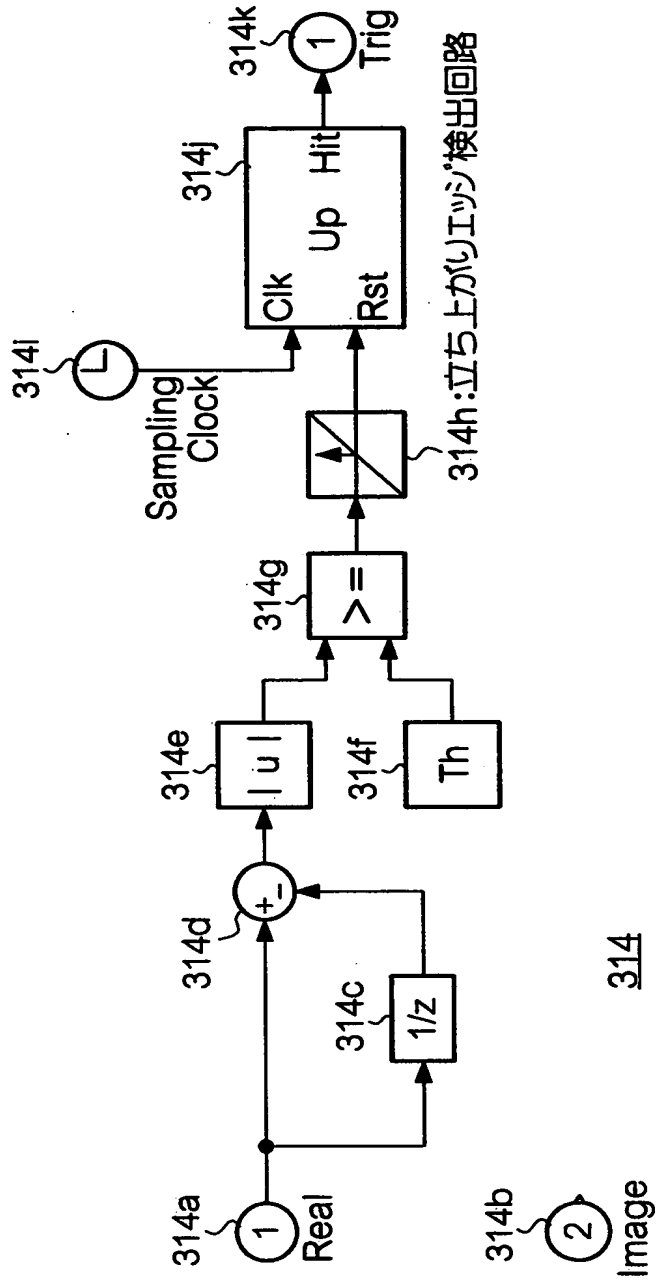 314a
1
Real
314b
2
Image
314c
1/z
314d
+
−
314e
|u|
314f
Th
314g
>=
314h:立ち上がりエッジ検出回路
314i
Sampling
Clock
314j
Clk
Up
Hit
Rst
314k
1
Trig
314